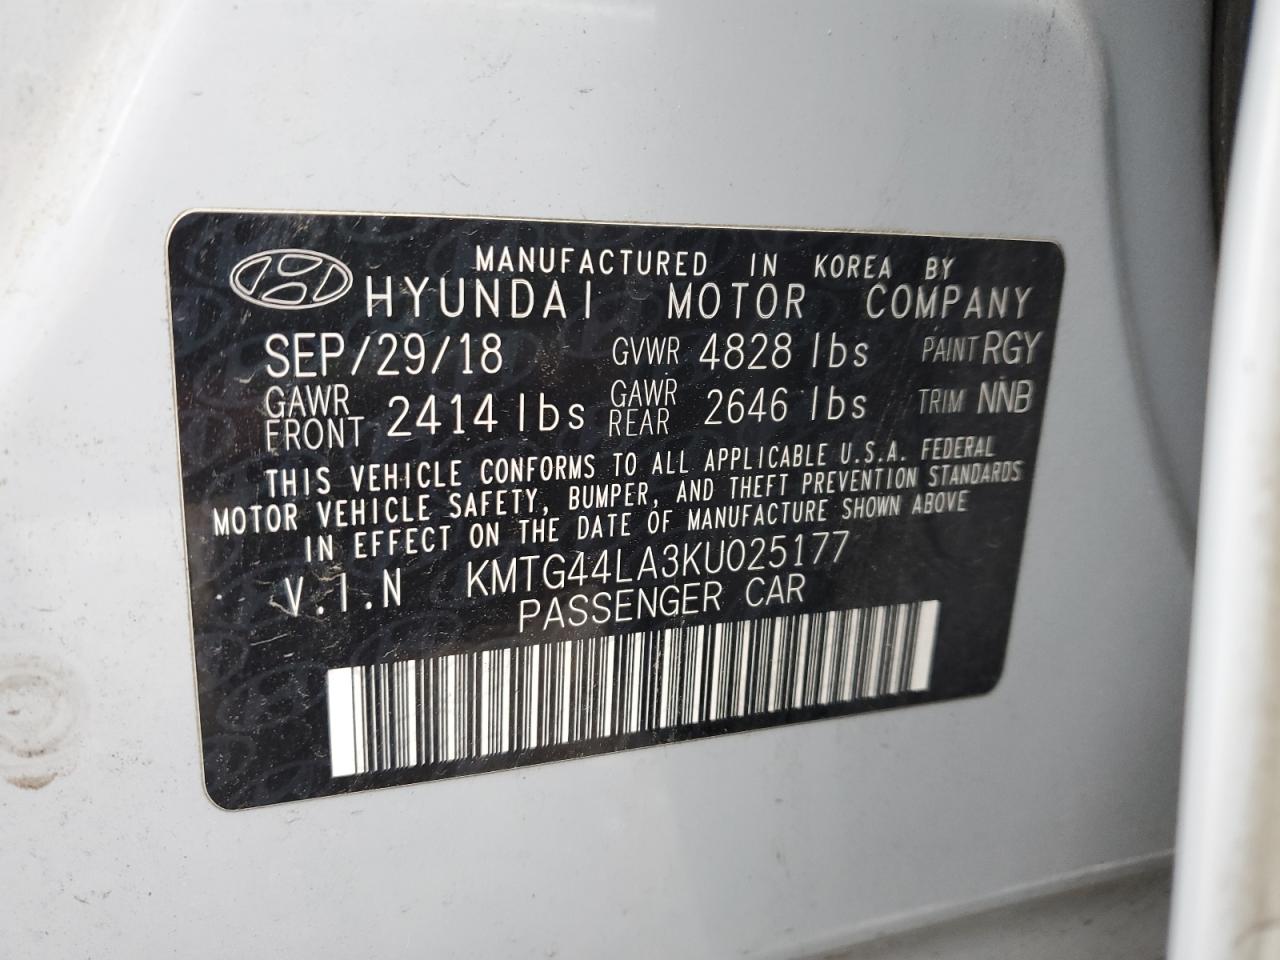 MANUFACTURED IN KOREA BY
HYUNDAI MOTOR COMPANY
SEP/29/18 GVWR 4828 lbs PAINT RGY
GAWR FRONT 2414 lbs GAWR REAR 2646 lbs TRIM NNB
THIS VEHICLE CONFORMS TO ALL APPLICABLE U.S.A. FEDERAL
MOTOR VEHICLE SAFETY, BUMPER, AND THEFT PREVENTION STANDARDS
IN EFFECT ON THE DATE OF MANUFACTURE SHOWN ABOVE
V.I.N KMTG44LA3KU025177
PASSENGER CAR